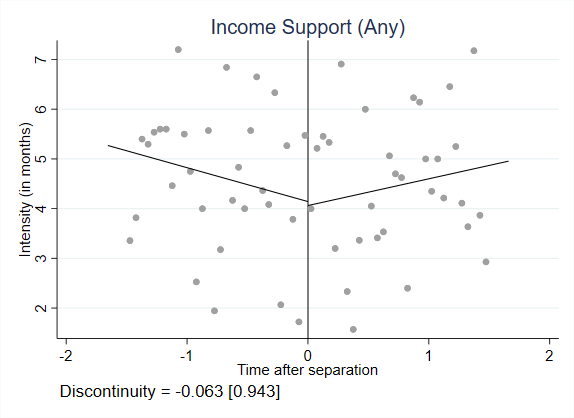 Income Support (Any)
Intensity (in months)
7
6
5
4
3
2
-2 -1 0 1 2
Time after separation
Discontinuity = -0.063 [0.943]